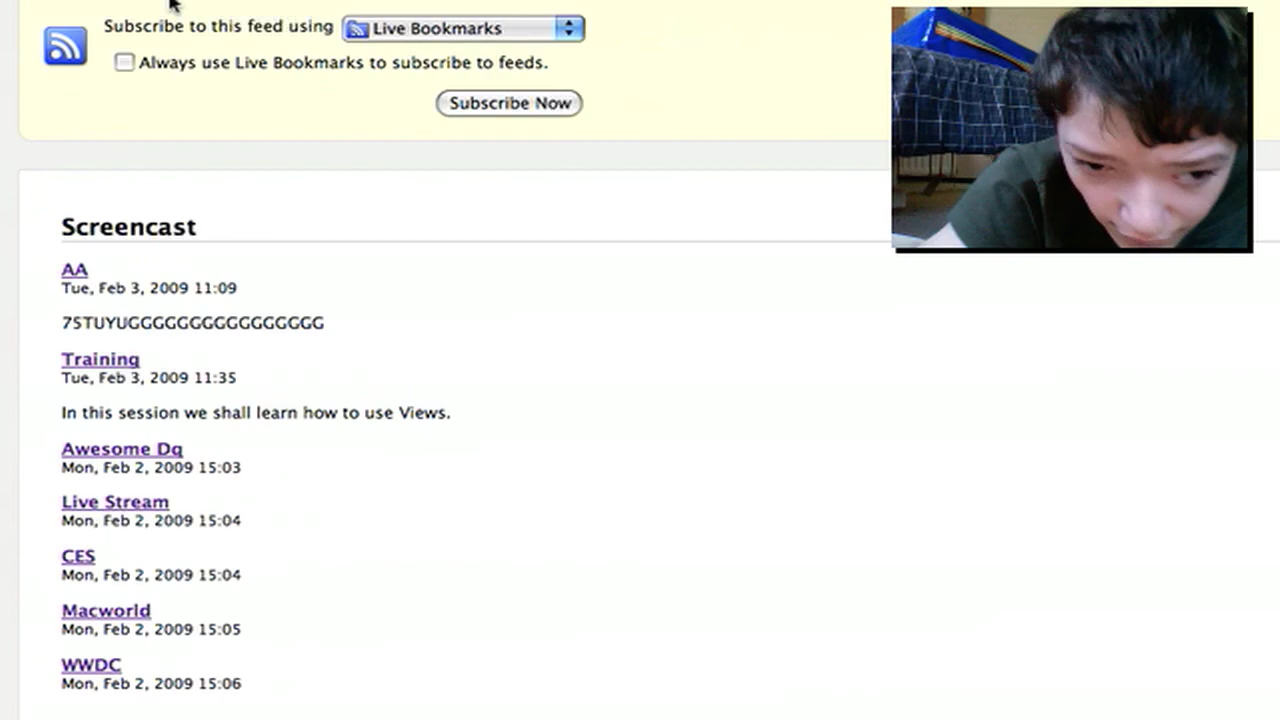 Subscribe to this feed using Live Bookmarks
Always use Live Bookmarks to subscribe to feeds.
Subscribe Now
Screencast
AA
Tue, Feb 3, 2009 11:09
75TUYUGGGGGGGGGGGGGGGG
Training
Tue, Feb 3, 2009 11:35
In this session we shall learn how to use Views.
Awesome Dq
Mon, Feb 2, 2009 15:03
Live Stream
Mon, Feb 2, 2009 15:04
CES
Mon, Feb 2, 2009 15:04
Macworld
Mon, Feb 2, 2009 15:05
WWDC
Mon, Feb 2, 2009 15:06